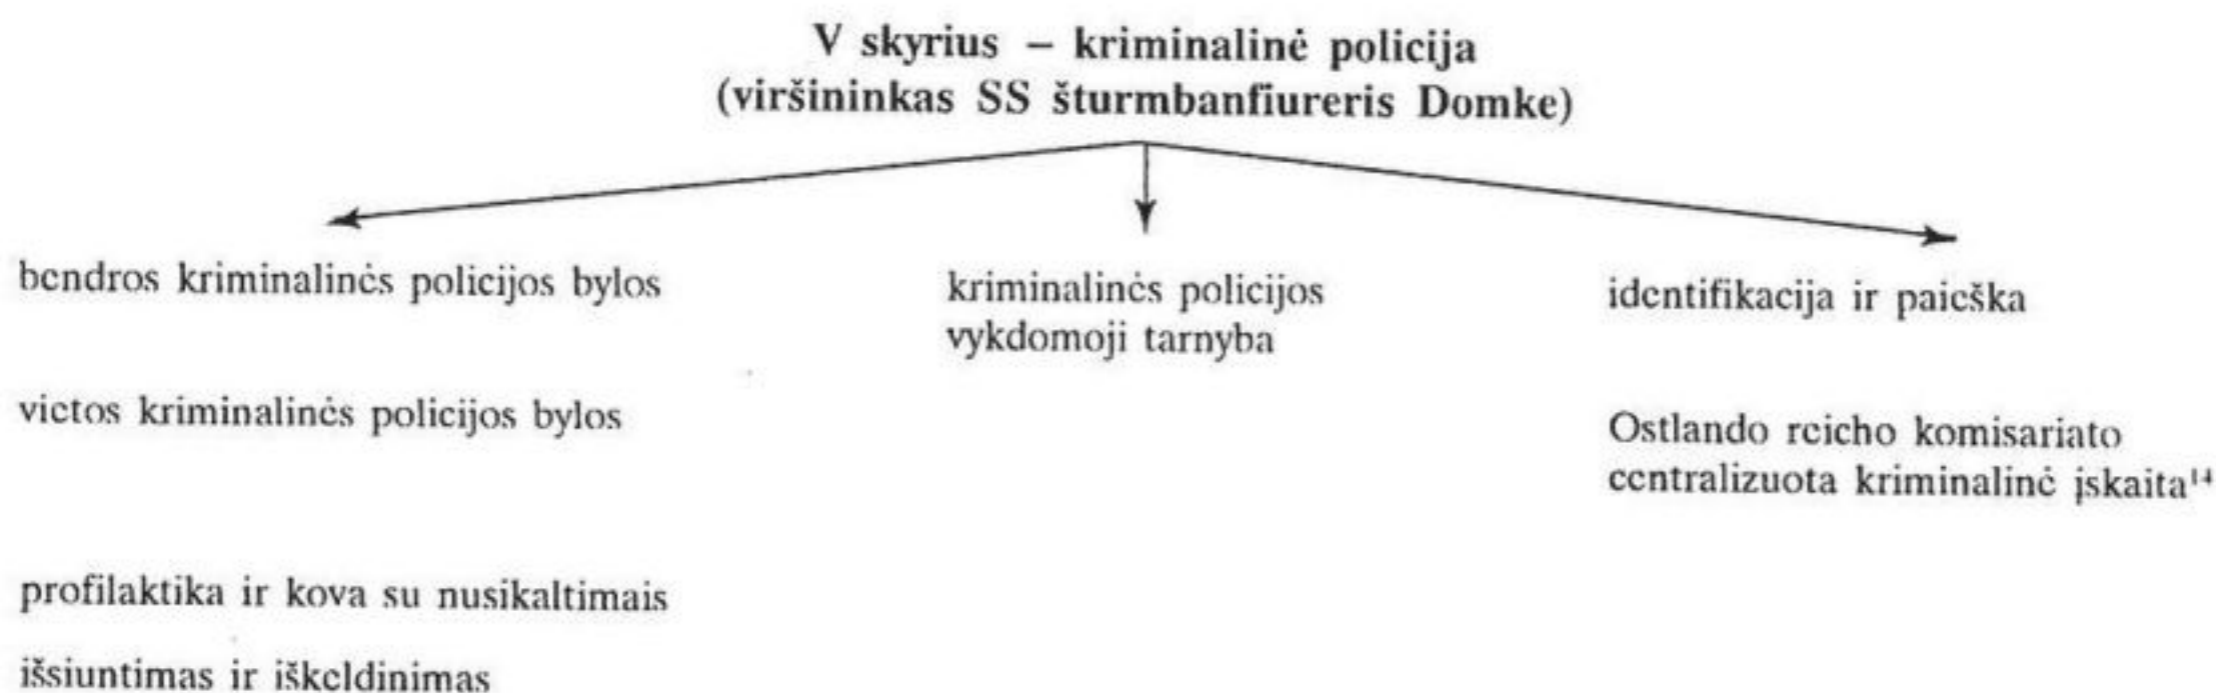 V skyrius – kriminalinė policija
(viršininkas SS šturmbanfiureris Domke)
bendros kriminalinės policijos bylos
kriminalinės policijos
vykdomoji tarnyba
identifikacija ir paieška
vietos kriminalinės policijos bylos
Ostlando reicho komisariato
centralizuota kriminalinė įskaita¹⁴
profilaktika ir kova su nusikaltimais
išsiuntimas ir iškeldinimas